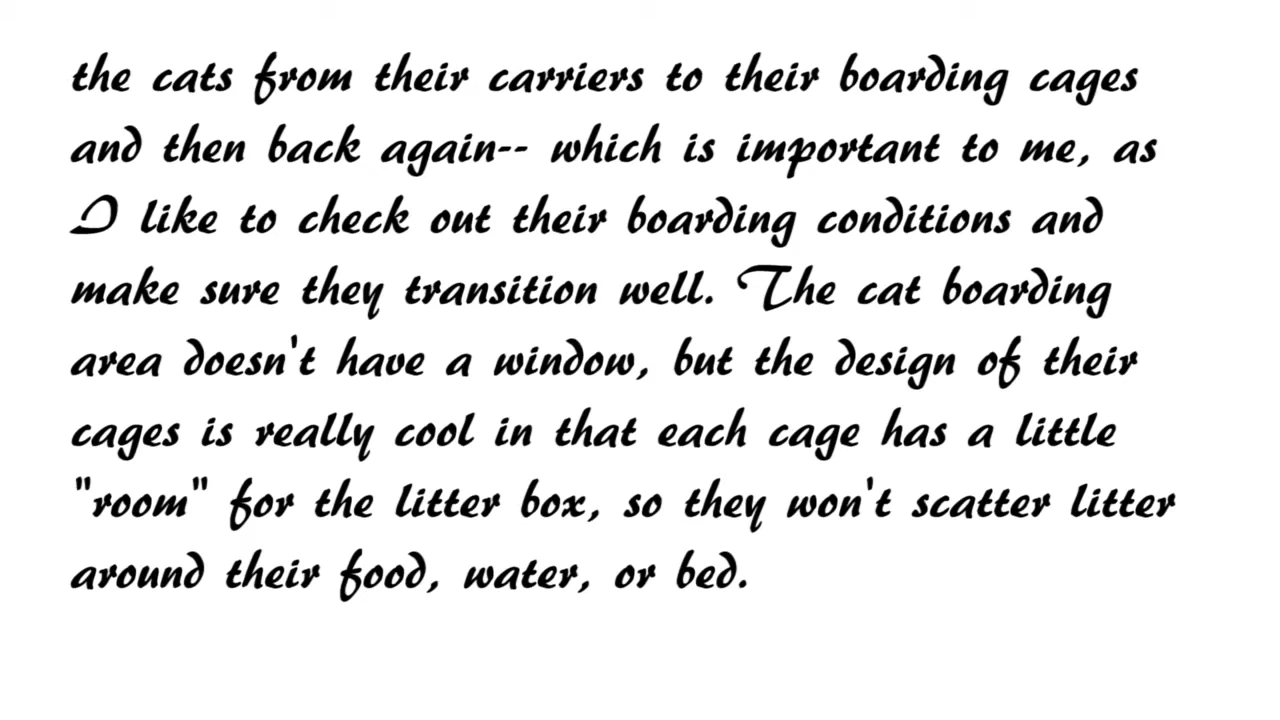 the cats from their carriers to their boarding cages
and then back again-- which is important to me, as
I like to check out their boarding conditions and
make sure they transition well. The cat boarding
area doesn't have a window, but the design of their
cages is really cool in that each cage has a little
"room" for the litter box, so they won't scatter litter
around their food, water, or bed.